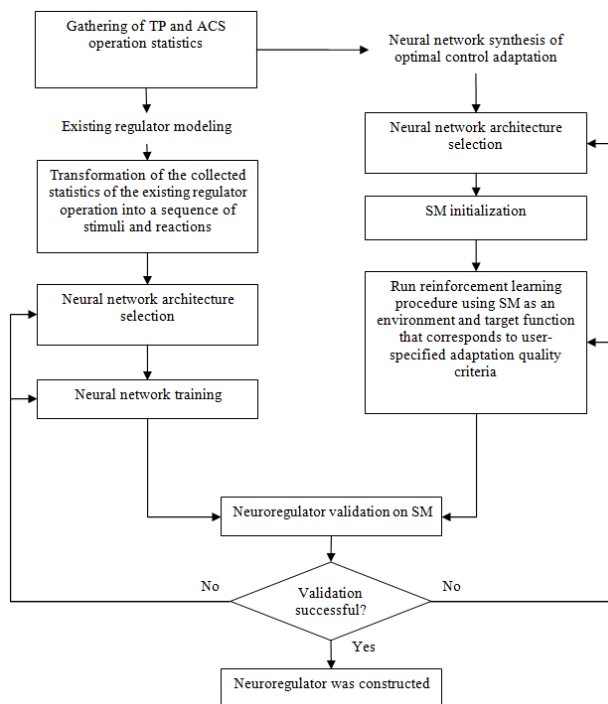 Gathering of TP and ACS
operation statistics
Neural network synthesis of
optimal control adaptation
Existing regulator modeling
Neural network architecture
selection
Transformation of the collected
statistics of the existing regulator
operation into a sequence of
stimuli and reactions
SM initialization
Neural network architecture
selection
Run reinforcement learning
procedure using SM as an
environment and target function
that corresponds to user-
specified adaptation quality
criteria
Neural network training
Neuroregulator validation on SM
No
Validation
successful?
No
Yes
Neuroregulator was constructed